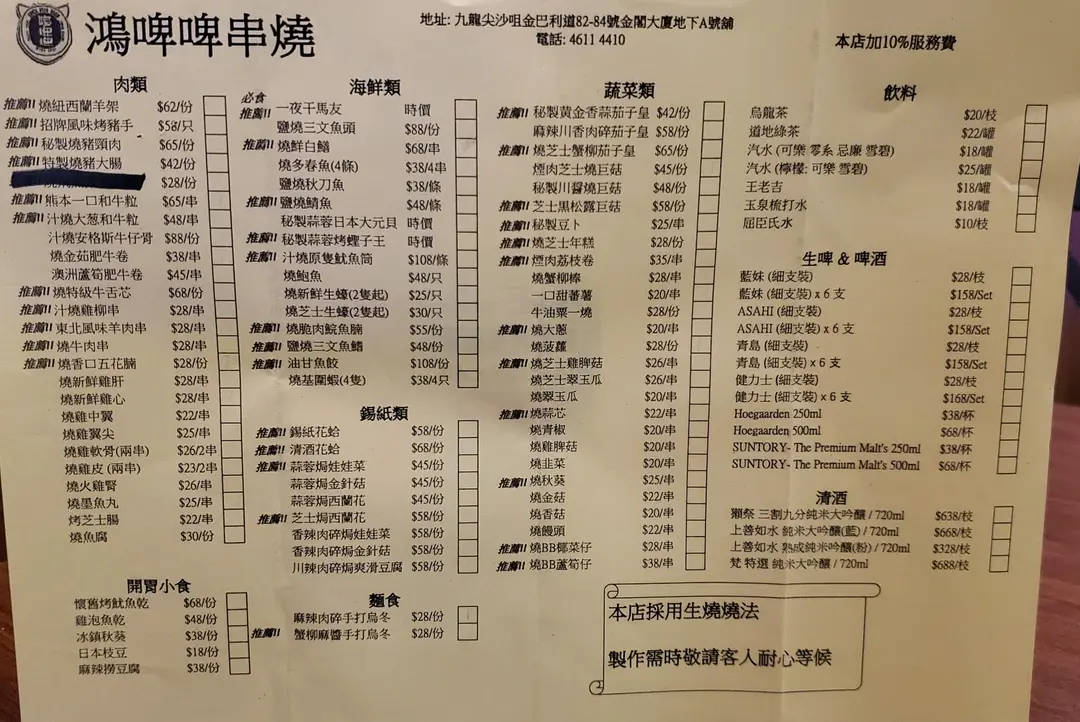 鴻啤啤串燒
地址: 九龍尖沙咀金巴利道82-84號金閣大廈地下A號舖
電話: 4611 4410
本店加10%服務費
肉類
推薦!! 燒紐西蘭羊架 $62/份
推薦!! 招牌風味烤豬手 $58/只
推薦!! 秘製燒豬頸肉 $65/份
推薦!! 特製燒豬大腸 $42/份
$28/份
推薦!! 熊本一口和牛粒 $65/串
推薦!! 汁燒大葱和牛粒 $48/串
汁燒安格斯牛仔骨 $88/份
燒金茹肥牛卷 $38/串
澳洲蘆筍肥牛卷 $45/串
推薦!! 燒特級牛舌芯 $68/份
推薦!! 汁燒雞柳串 $28/串
推薦!! 東北風味羊肉串 $28/串
推薦!! 燒牛肉串 $28/串
推薦!! 燒香口五花腩 $28/份
燒新鮮雞肝 $28/串
燒新鮮雞心 $28/串
燒雞中翼 $22/串
燒雞翼尖 $25/串
燒雞軟骨(兩串) $26/2串
燒雞皮 (兩串) $23/2串
燒火雞腎 $26/串
燒墨魚丸 $25/串
烤芝士腸 $22/串
燒魚腐 $30/份
開胃小食
懷舊烤魷魚乾 $68/份
雞泡魚乾 $48/份
冰鎮秋葵 $38/份
日本枝豆 $18/份
麻辣撈豆腐 $38/份
海鮮類
必食
推薦!! 一夜干馬友 時價
鹽燒三文魚頭 $88/份
推薦!! 燒鮮白鱔 $68/串
燒多春魚(4條) $38/4串
鹽燒秋刀魚 $38/條
推薦!! 鹽燒鯖魚 $48/條
秘製蒜蓉日本大元貝 時價
推薦!! 秘製蒜蓉烤蟶子王 時價
推薦!! 汁燒原隻魷魚筒 $108/條
燒鮑魚 $48/只
燒新鮮生蠔(2隻起) $25/只
燒芝士生蠔(2隻起) $30/只
推薦!! 燒脆肉鯇魚腩 $55/份
推薦!! 鹽燒三文魚鰭 $48/份
推薦!! 油甘魚鮫 $108/份
燒基圍蝦(4隻) $38/4只
錫紙類
推薦!! 錫紙花蛤 $58/份
推薦!! 清酒花蛤 $68/份
推薦!! 蒜蓉焗娃娃菜 $45/份
蒜蓉焗金針菇 $45/份
蒜蓉焗西蘭花 $45/份
推薦!! 芝士焗西蘭花 $58/份
香辣肉碎焗娃娃菜 $58/份
香辣肉碎焗金針菇 $58/份
川辣肉碎焗爽滑豆腐 $58/份
麵食
麻辣肉碎手打烏冬 $28/份
推薦!! 蟹柳麻醬手打烏冬 $28/份
蔬菜類
推薦!! 秘製黄金香蒜茄子皇 $42/份
麻辣川香肉碎茄子皇 $58/份
推薦!! 燒芝士蟹柳茄子皇 $65/份
煙肉芝士燒巨菇 $45/份
秘製川醬燒巨菇 $48/份
推薦!! 芝士黑松露巨菇 $58/份
推薦!! 秘製豆卜 $25/串
推薦!! 燒芝士年糕 $28/份
推薦!! 煙肉荔枝卷 $35/串
燒蟹柳棒 $28/串
一口甜蕃薯 $20/串
牛油粟一燒 $28/份
推薦!! 燒大蔥 $20/串
燒菠蘿 $28/份
推薦!! 燒芝士雞脾菇 $26/串
燒芝士翠玉瓜 $26/串
燒翠玉瓜 $20/串
推薦!! 燒蒜芯 $22/串
燒青椒 $20/串
燒雞脾菇 $20/串
燒韭菜 $20/串
推薦!! 燒秋葵 $25/串
燒金菇 $22/串
燒香菇 $20/串
燒饅頭 $22/串
推薦!! 燒BB椰菜仔 $28/串
推薦!! 燒BB蘆筍仔 $38/串
飲料
烏龍茶 $20/枝
道地綠茶 $22/罐
汽水 (可樂 零系 忌廉 雪碧) $18/罐
汽水 (檸檬: 可樂 雪碧) $25/罐
王老吉 $18/罐
玉泉梳打水 $18/罐
屈臣氏水 $10/枝
生啤 & 啤酒
藍妹 (細支裝) $28/枝
藍妹 (細支裝) x 6 支 $158/Set
ASAHI (細支裝) $28/枝
ASAHI (細支裝) x 6 支 $158/Set
青島 (細支裝) $28/枝
青島 (細支裝) x 6 支 $158/Set
健力士 (細支裝) $28/枝
健力士 (細支裝) x 6 支 $168/Set
Hoegaarden 250ml $38/杯
Hoegaarden 500ml $68/杯
SUNTORY- The Premium Malt's 250ml $38/杯
SUNTORY- The Premium Malt's 500ml $68/杯
清酒
獺祭 三割九分純米大吟釀 / 720ml $638/枝
上善如水 純米大吟釀(藍) / 720ml $668/枝
上善如水 熟成純米吟釀(粉) / 720ml $328/枝
梵 特選 純米大吟釀 / 720ml $688/枝
本店採用生燒燒法
製作需時敬請客人耐心等候